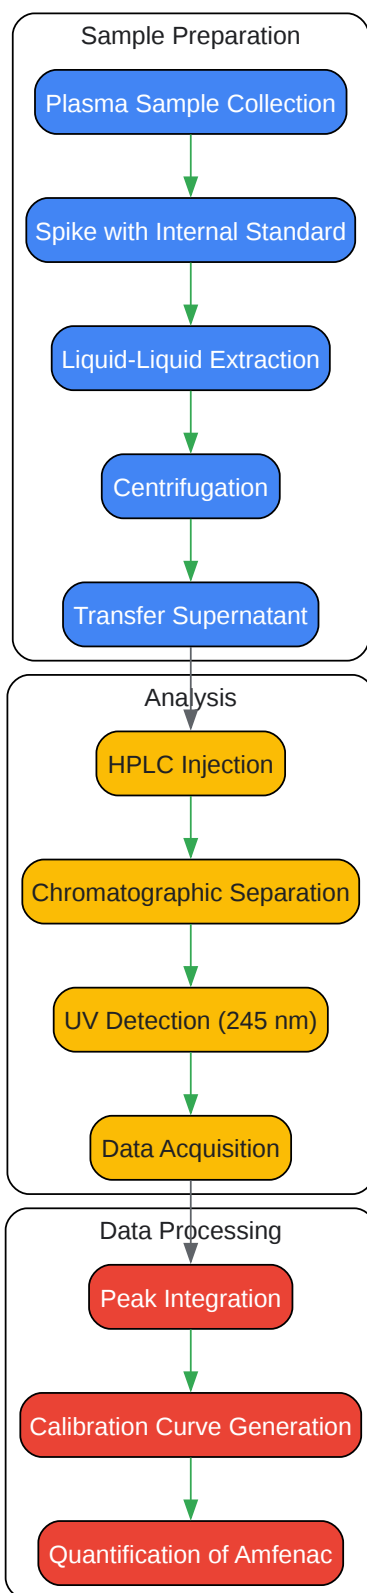 Sample Preparation
Plasma Sample Collection
Spike with Internal Standard
Liquid-Liquid Extraction
Centrifugation
Transfer Supernatant
Analysis
HPLC Injection
Chromatographic Separation
UV Detection (245 nm)
Data Acquisition
Data Processing
Peak Integration
Calibration Curve Generation
Quantification of Amfenac